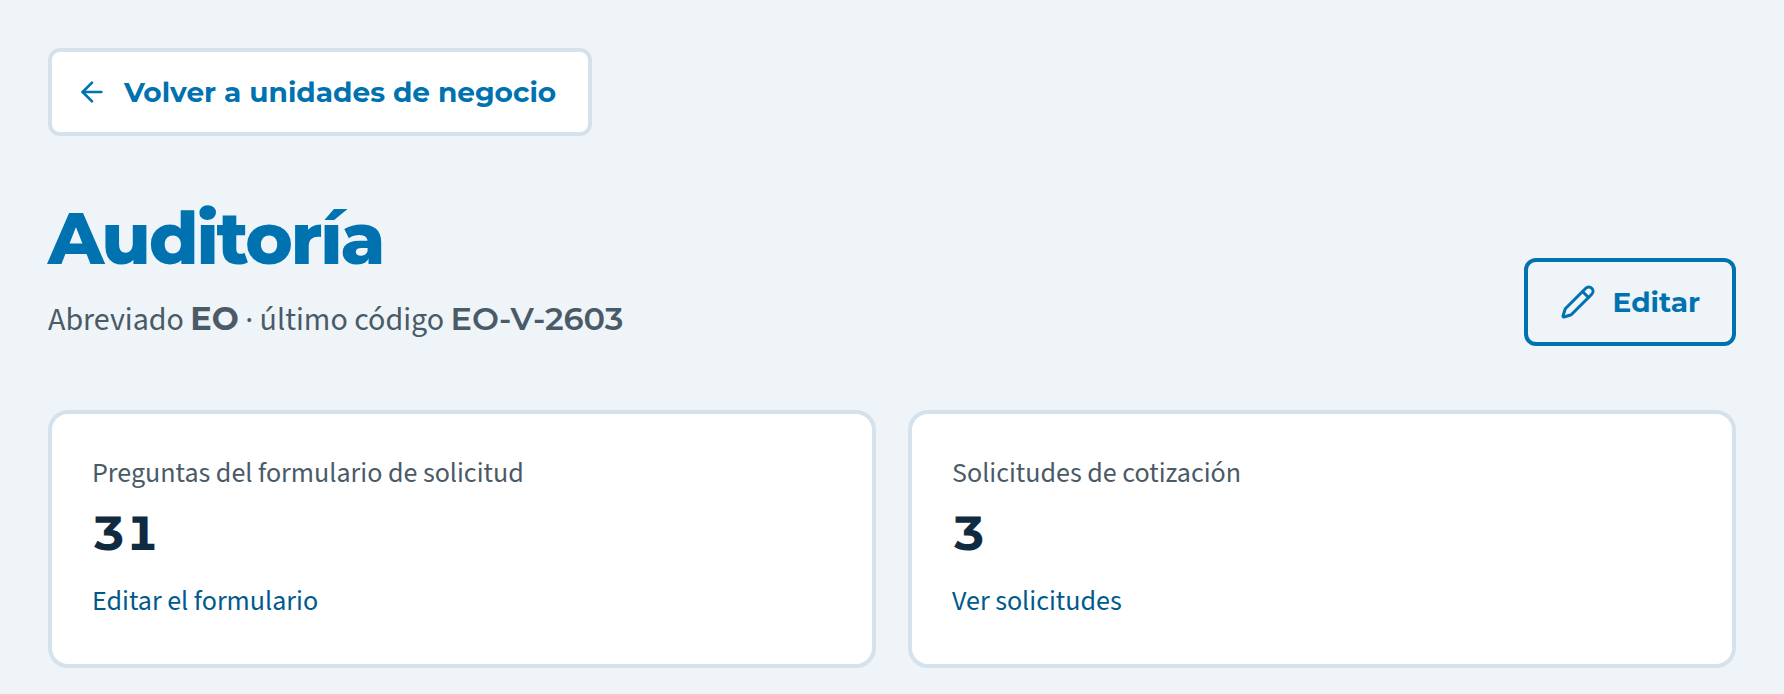 Volver a unidades de negocio
Auditoría
Abreviado EO · último código EO-V-2603
Editar
Preguntas del formulario de solicitud
31
Editar el formulario
Solicitudes de cotización
3
Ver solicitudes